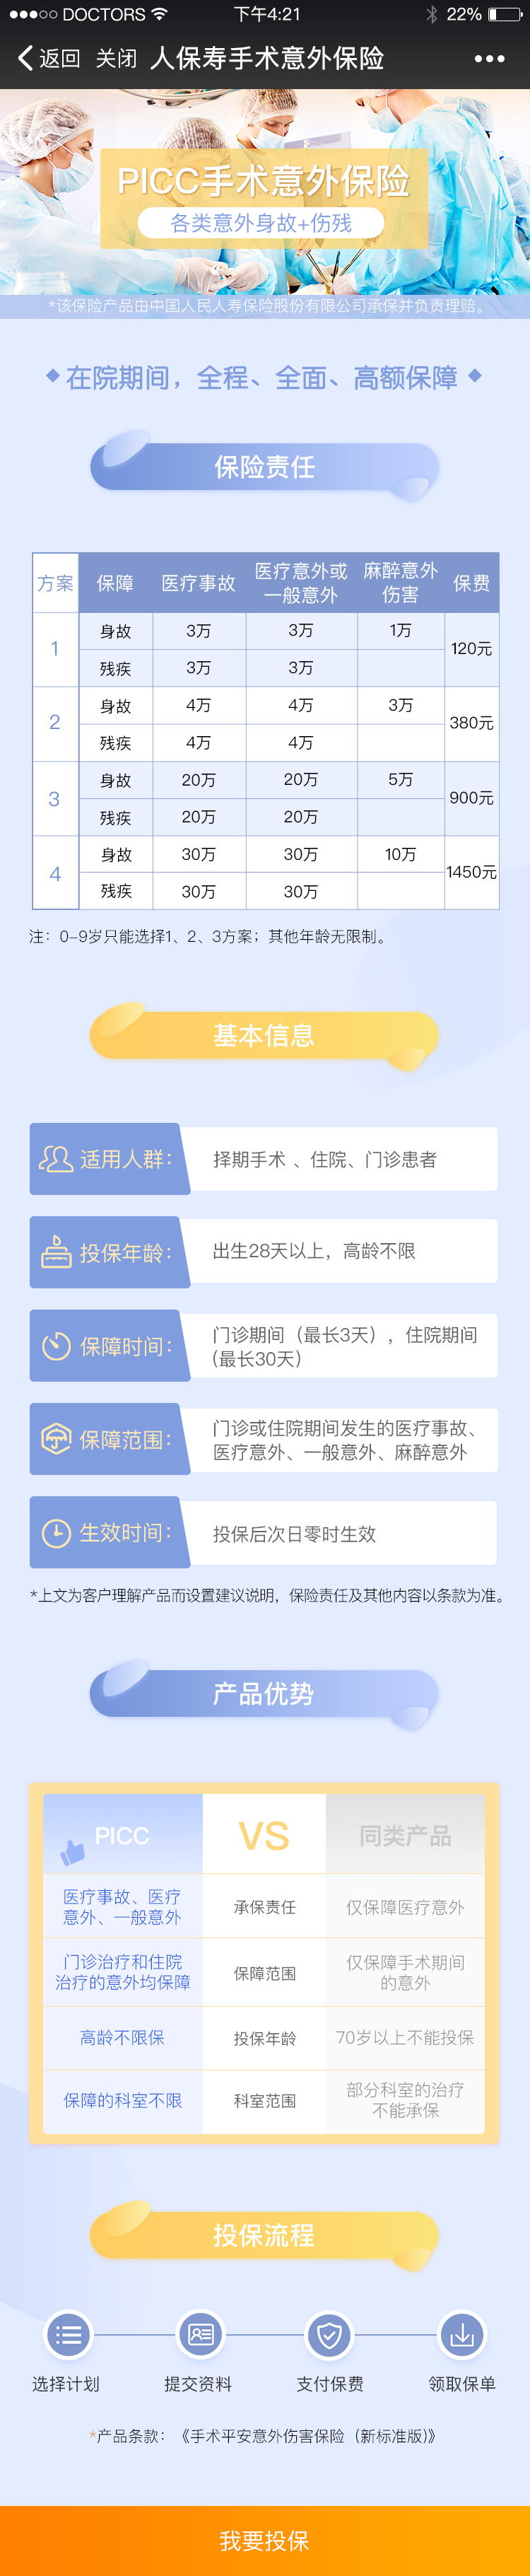 DOCTORS 下午4:21 22%
返回 关闭 人保寿手术意外保险
PICC手术意外保险
各类意外身故+伤残
*该保险产品由中国人民人寿保险股份有限公司承保并负责理赔。
在院期间，全程、全面、高额保障
保险责任
方案 保障 医疗事故 医疗意外或一般意外 麻醉意外伤害 保费
1 身故 3万 3万 1万 120元
残疾 3万 3万
2 身故 4万 4万 3万 380元
残疾 4万 4万
3 身故 20万 20万 5万 900元
残疾 20万 20万
4 身故 30万 30万 10万 1450元
残疾 30万 30万
注：0-9岁只能选择1、2、3方案；其他年龄无限制。
基本信息
适用人群： 择期手术 、住院、门诊患者
投保年龄： 出生28天以上，高龄不限
保障时间： 门诊期间（最长3天），住院期间
(最长30天）
保障范围： 门诊或住院期间发生的医疗事故、
医疗意外、一般意外、麻醉意外
生效时间： 投保后次日零时生效
*上文为客户理解产品而设置建议说明，保险责任及其他内容以条款为准。
产品优势
PICC VS 同类产品
医疗事故、医疗
意外、一般意外
承保责任
仅保障医疗意外
门诊治疗和住院
治疗的意外均保障
保障范围
仅保障手术期间
的意外
高龄不限保
投保年龄
70岁以上不能投保
保障的科室不限
科室范围
部分科室的治疗
不能承保
投保流程
选择计划 提交资料 支付保费 领取保单
*产品条款：《手术平安意外伤害保险（新标准版)》
我要投保